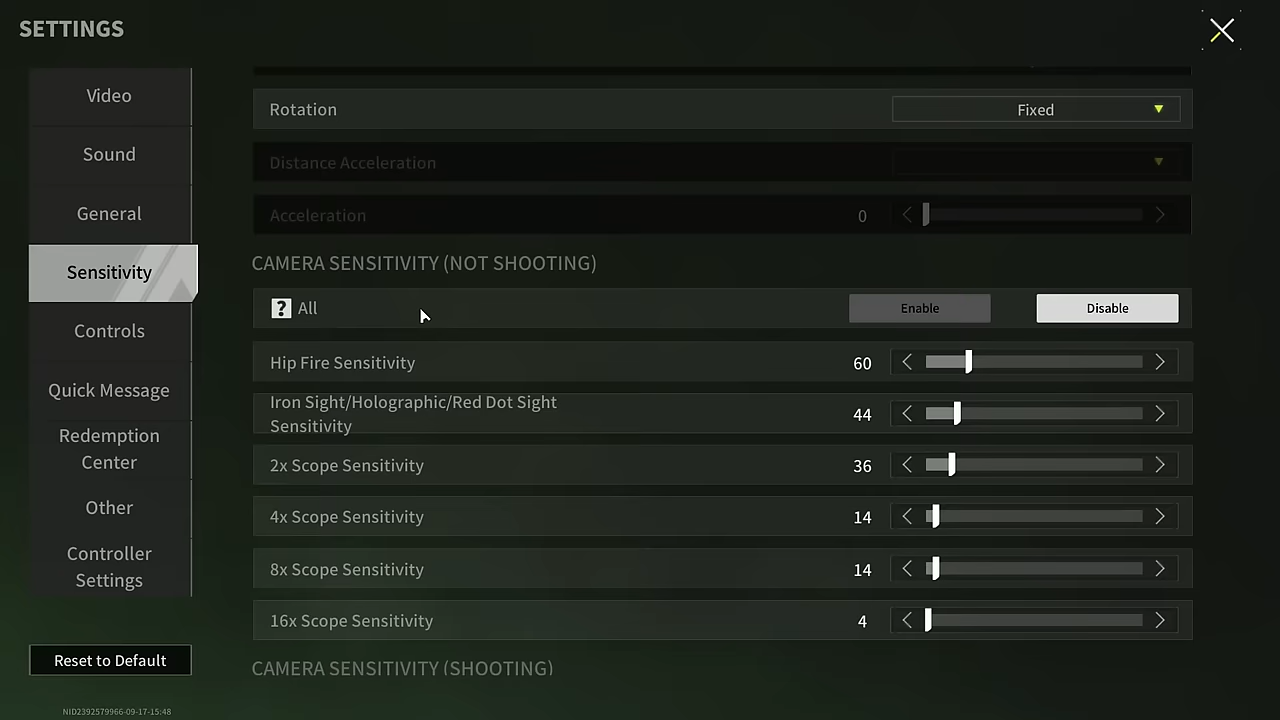 SETTINGS
Video
Sound
General
Sensitivity
Controls
Quick Message
Redemption
Center
Other
Controller
Settings
Reset to Default
NID2392579966-09-17-15:48
Rotation
Fixed
Distance Acceleration
Acceleration
0
CAMERA SENSITIVITY (NOT SHOOTING)
? All
Enable
Disable
Hip Fire Sensitivity
60
Iron Sight/Holographic/Red Dot Sight
Sensitivity
44
2x Scope Sensitivity
36
4x Scope Sensitivity
14
8x Scope Sensitivity
14
16x Scope Sensitivity
4
CAMERA SENSITIVITY (SHOOTING)